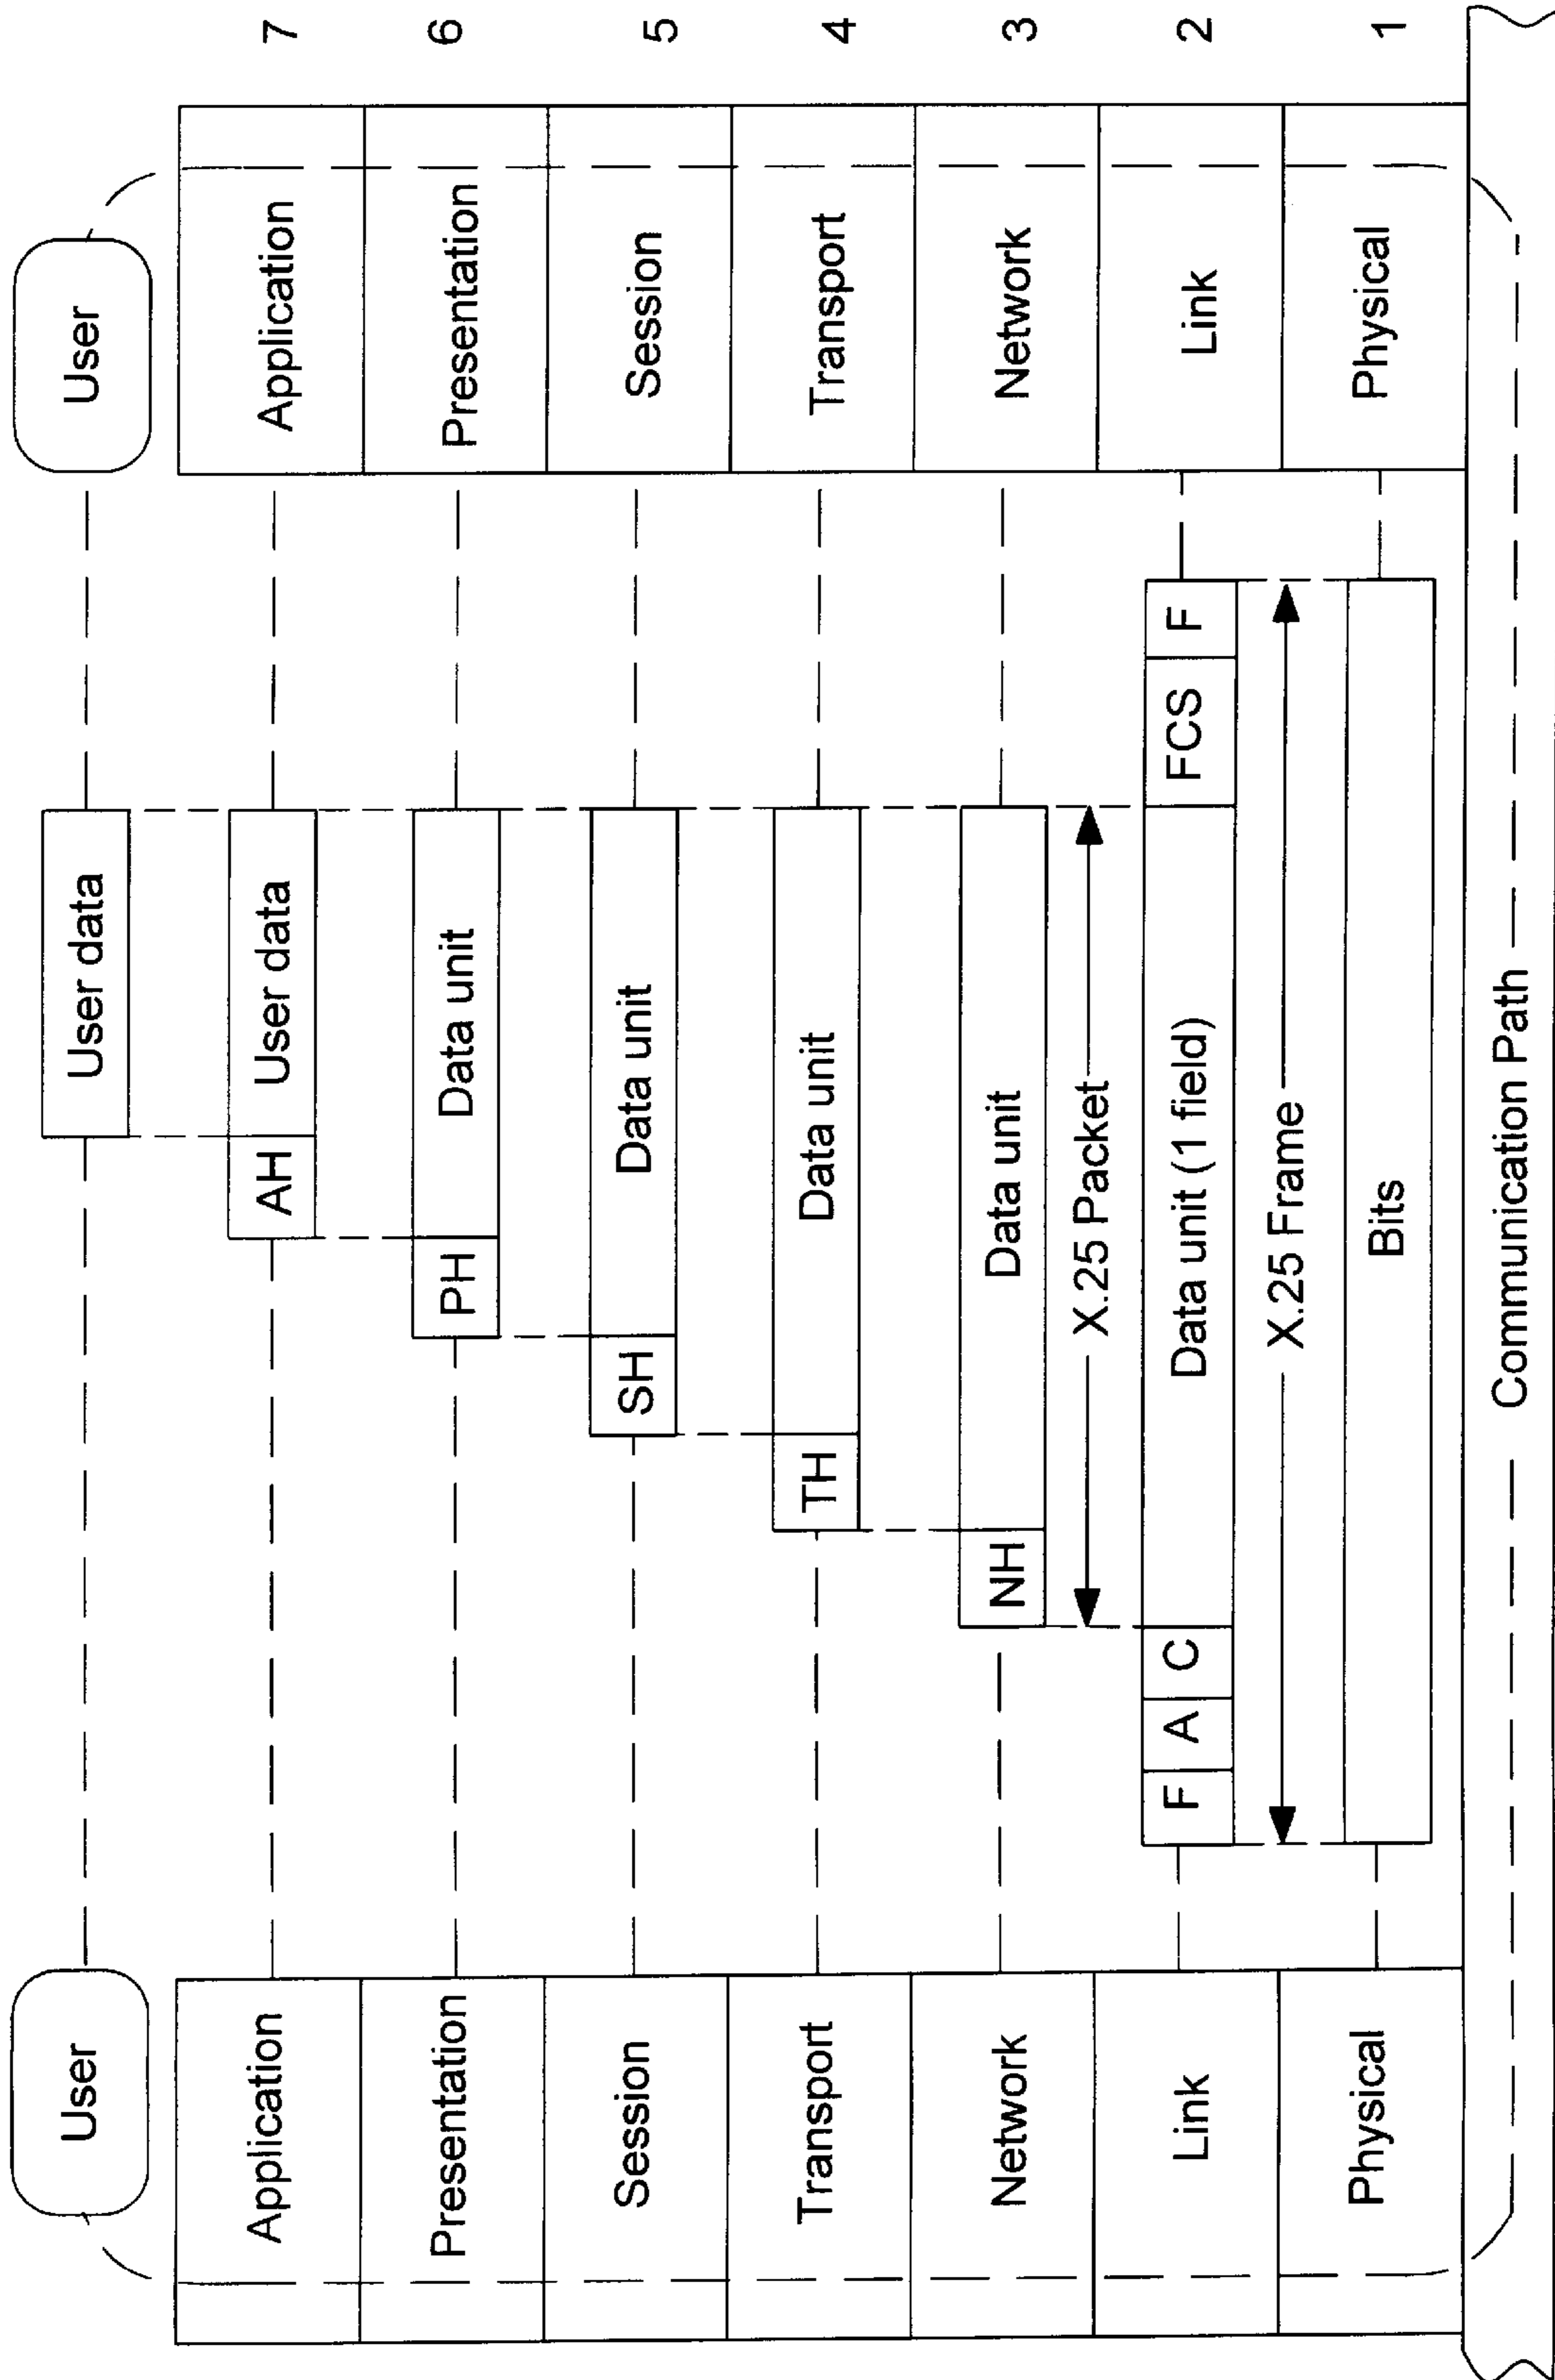 User
User data
User
Application
AH
User data
Application
7
Presentation
PH
Data unit
Presentation
6
Session
SH
Data unit
Session
5
Transport
TH
Data unit
Transport
4
Network
NH
Data unit
Network
3
X.25 Packet
Link
F
A
C
Data unit (1 field)
FCS
F
Link
2
X.25 Frame
Physical
Bits
Physical
1
Communication Path